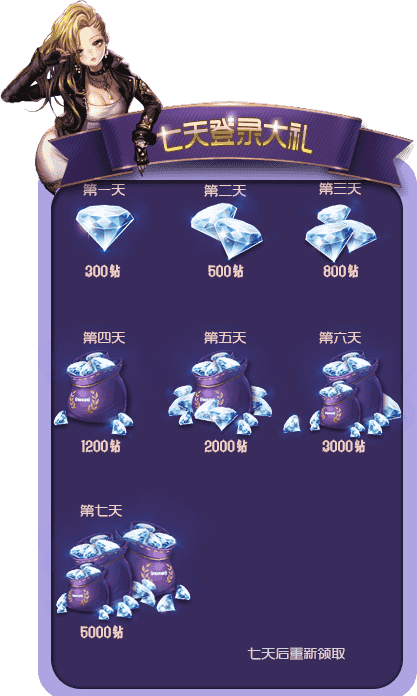 七天登录大礼
第一天
第二天
第三天
300钻
500钻
800钻
第四天
第五天
第六天
1200钻
2000钻
3000钻
第七天
5000钻
七天后重新领取